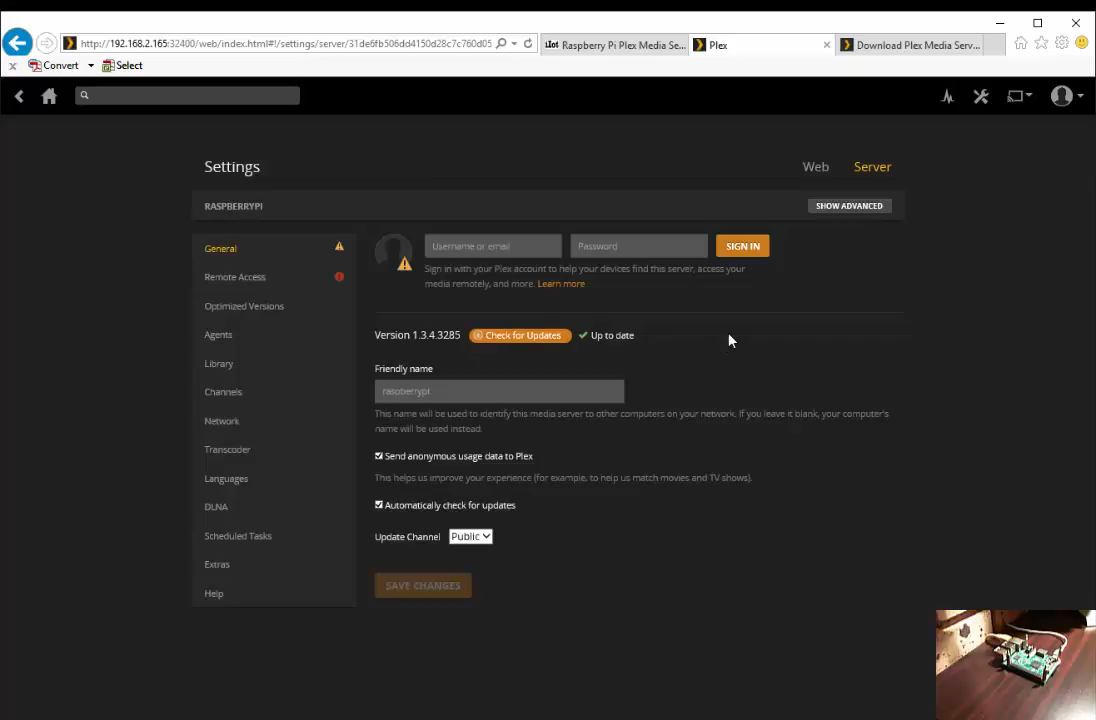 http://192.168.2.165:32400/web/index.html#!/settings/server/31de6fb506dd4150d28c7c760d05
Raspberry Pi Plex Media Se...
Plex
Download Plex Media Serv...
Convert
Select
Settings
Web
Server
RASPBERRYPI
SHOW ADVANCED
General
Remote Access
Optimized Versions
Agents
Library
Channels
Network
Transcoder
Languages
DLNA
Scheduled Tasks
Extras
Help
Username or email
Password
SIGN IN
Sign in with your Plex account to help your devices find this server, access your
media remotely, and more. Learn more
Version 1.3.4.3285
Check for Updates
Up to date
Friendly name
raspberrypi
This name will be used to identify this media server to other computers on your network. If you leave it blank, your computer's
name will be used instead.
Send anonymous usage data to Plex
This helps us improve your experience (for example, to help us match movies and TV shows).
Automatically check for updates
Update Channel
Public
SAVE CHANGES